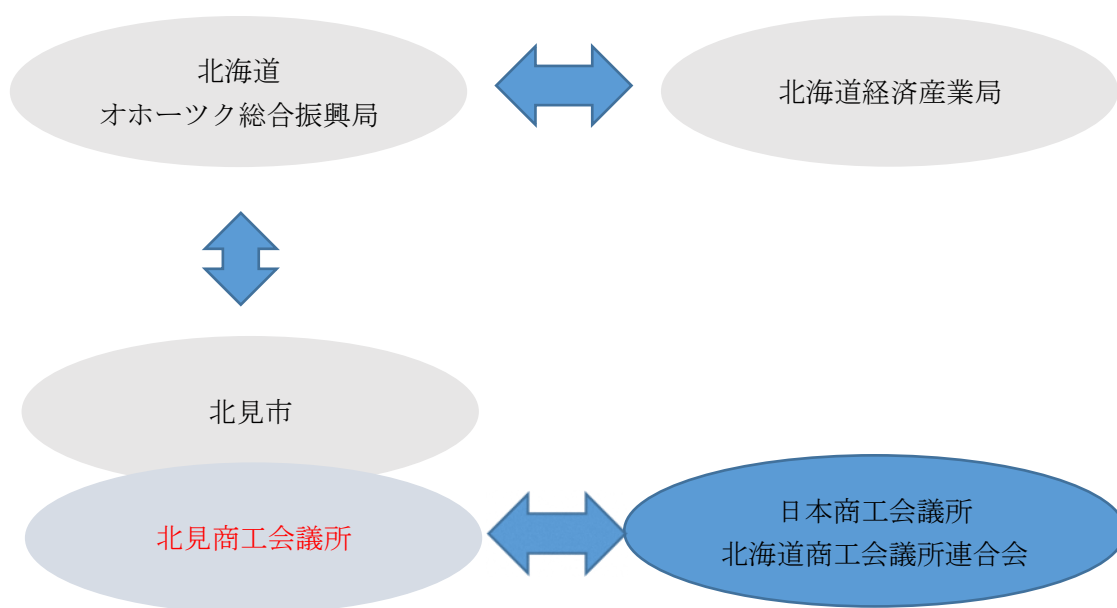 北海道
オホーツク総合振興局
北海道経済産業局
北見市
北見商工会議所
日本商工会議所
北海道商工会議所連合会